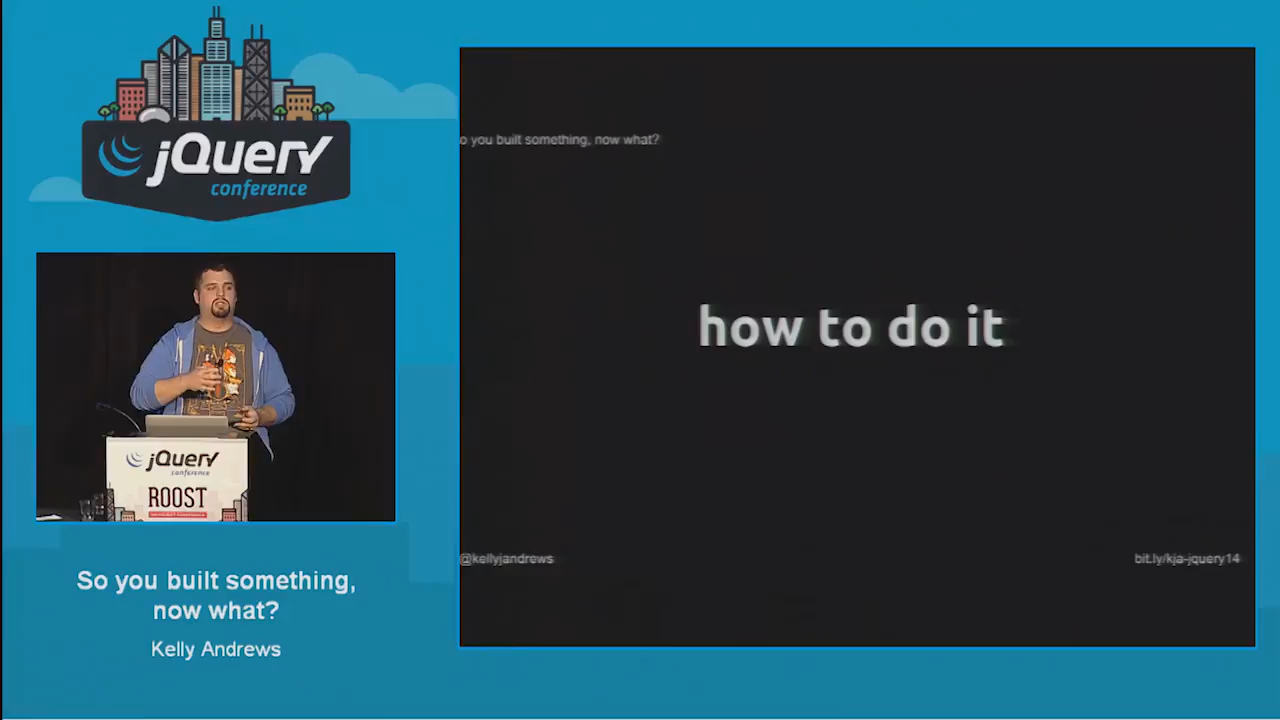 jQuery
conference
jQuery
conference
ROOST
So you built something,
now what?
Kelly Andrews
o you built something, now what?
how to do it
@kellyjandrews
bit.ly/kja-jquery14